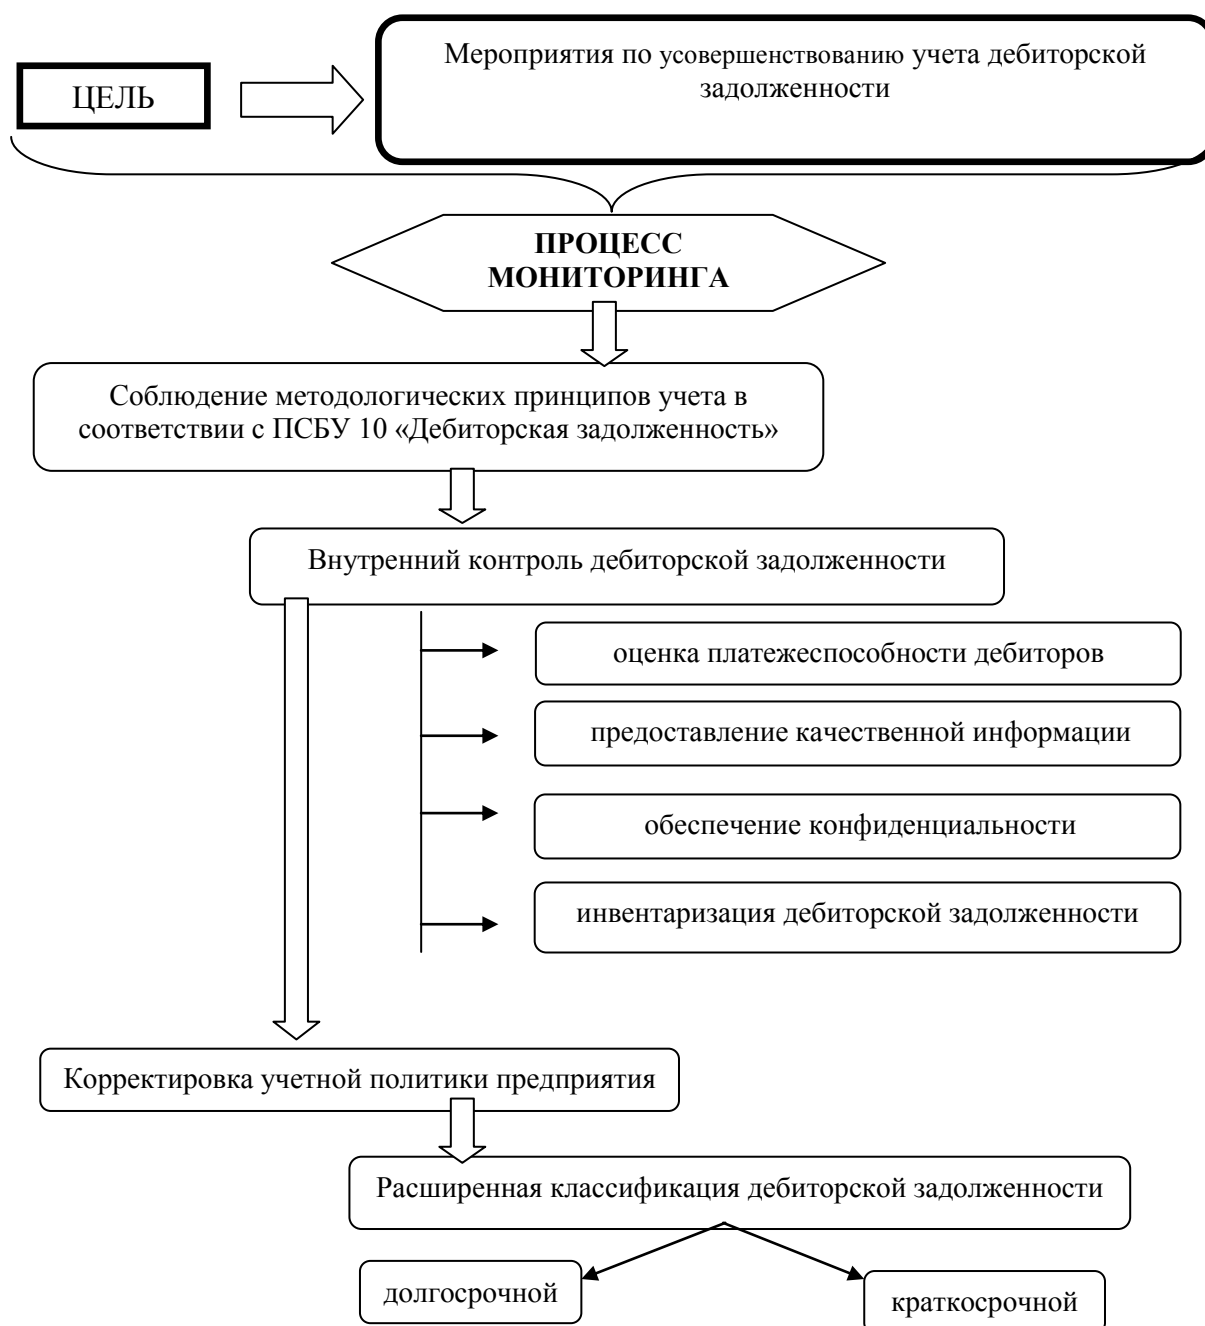 ЦЕЛЬ
Мероприятия по усовершенствованию учета дебиторской
задолженности
ПРОЦЕСС
МОНИТОРИНГА
Соблюдение методологических принципов учета в
соответствии с ПСБУ 10 «Дебиторская задолженность»
Внутренний контроль дебиторской задолженности
оценка платежеспособности дебиторов
предоставление качественной информации
обеспечение конфиденциальности
инвентаризация дебиторской задолженности
Корректировка учетной политики предприятия
Расширенная классификация дебиторской задолженности
долгосрочной
краткосрочной